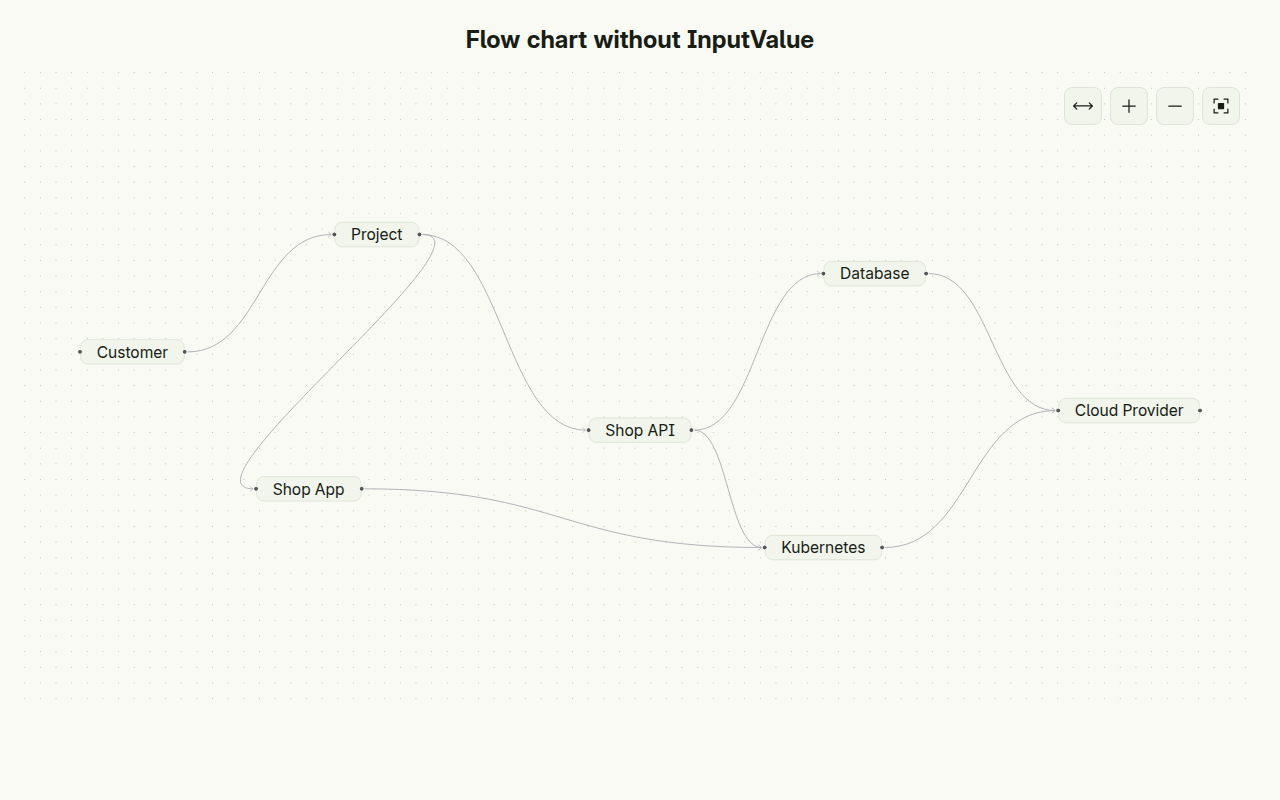 Flow chart without InputValue
Project
Database
Customer
Cloud Provider
Shop API
Shop App
Kubernetes